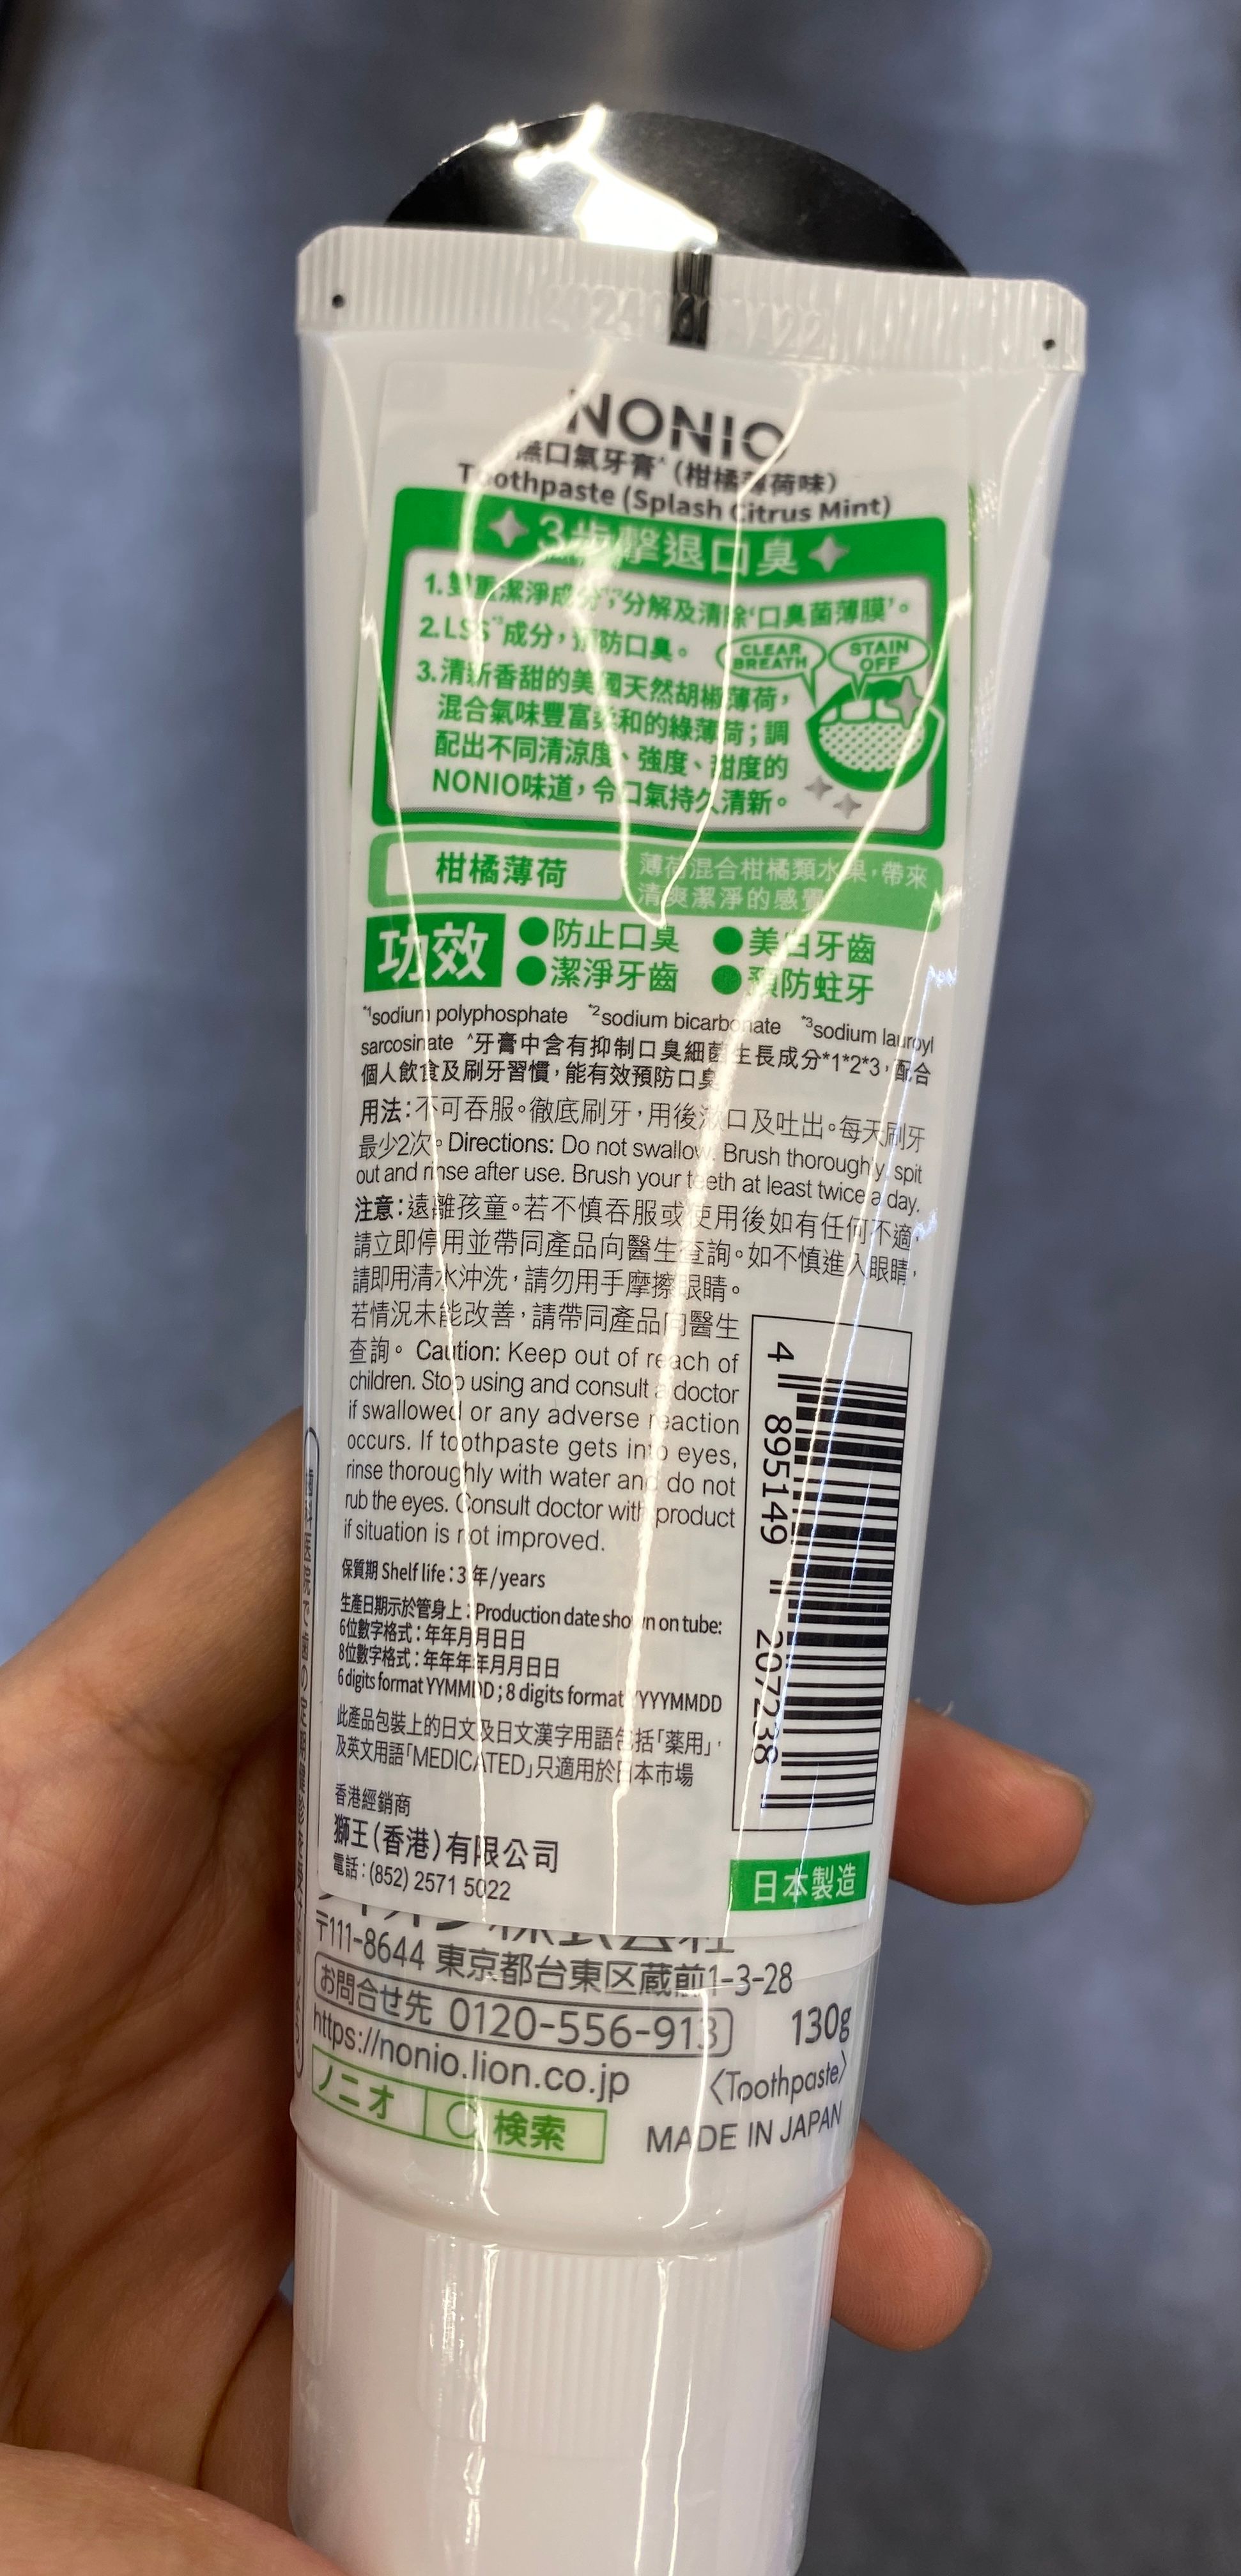 NONIO
無口氣牙膏^（柑橘薄荷味）
Toothpaste (Splash Citrus Mint)
3步擊退口臭
1.雙重潔淨成分，分解及清除‘口臭菌薄膜’。
2.LSS*³成分，預防口臭。
CLEAR
BREATH
STAIN
OFF
3.清新香甜的美國天然胡椒薄荷，
混合氣味豐富柔和的綠薄荷；調
配出不同清涼度、強度、甜度的
NONIO味道，令口氣持久清新。
柑橘薄荷
薄荷混合柑橘類水果，帶來
清爽潔淨的感覺
功效
●防止口臭 ●美白牙齒
●潔淨牙齒 ●預防蛀牙
*¹sodium polyphosphate *²sodium bicarbonate *³sodium lauroyl
sarcosinate ^牙膏中含有抑制口臭細菌生長成分*1*2*3，配合
個人飲食及刷牙習慣，能有效預防口臭
用法：不可吞服。徹底刷牙，用後漱口及吐出。每天刷牙
最少2次。Directions: Do not swallow. Brush thoroughly, spit
out and rinse after use. Brush your teeth at least twice a day.
注意：遠離孩童。若不慎吞服或使用後如有任何不適，
請立即停用並帶同產品向醫生查詢。如不慎進入眼睛，
請即用清水沖洗，請勿用手摩擦眼睛。
若情況未能改善，請帶同產品向醫生
查詢。 Caution: Keep out of reach of
children. Stop using and consult a doctor
if swallowed or any adverse reaction
occurs. If toothpaste gets into eyes,
rinse thoroughly with water and do not
rub the eyes. Consult doctor with product
if situation is not improved.
4 895149 207238
保質期 Shelf life：3 年/years
生產日期示於管身上：Production date shown on tube:
6位數字格式：年年月月日日
8位數字格式：年年年年月月日日
6 digits format YYMMDD；8 digits format YYYYMMDD
此產品包裝上的日文及日文漢字用語包括「薬用」，
及英文用語「MEDICATED」只適用於日本市場
香港經銷商
獅王（香港）有限公司
電話：(852) 2571 5022
日本製造
〒111-8644 東京都台東区蔵前1-3-28
お問合せ先 0120-556-913
130g
https://nonio.lion.co.jp
〈Toothpaste〉
ノニオ 検索
MADE IN JAPAN